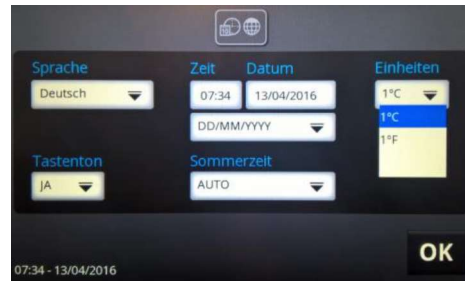 Sprache
Zeit
Datum
Einheiten
Deutsch
07:34
13/04/2016
1°C
DD/MM/YYYY
1°C
1°F
Tastenton
Sommerzeit
JA
AUTO
OK
07:34 - 13/04/2016